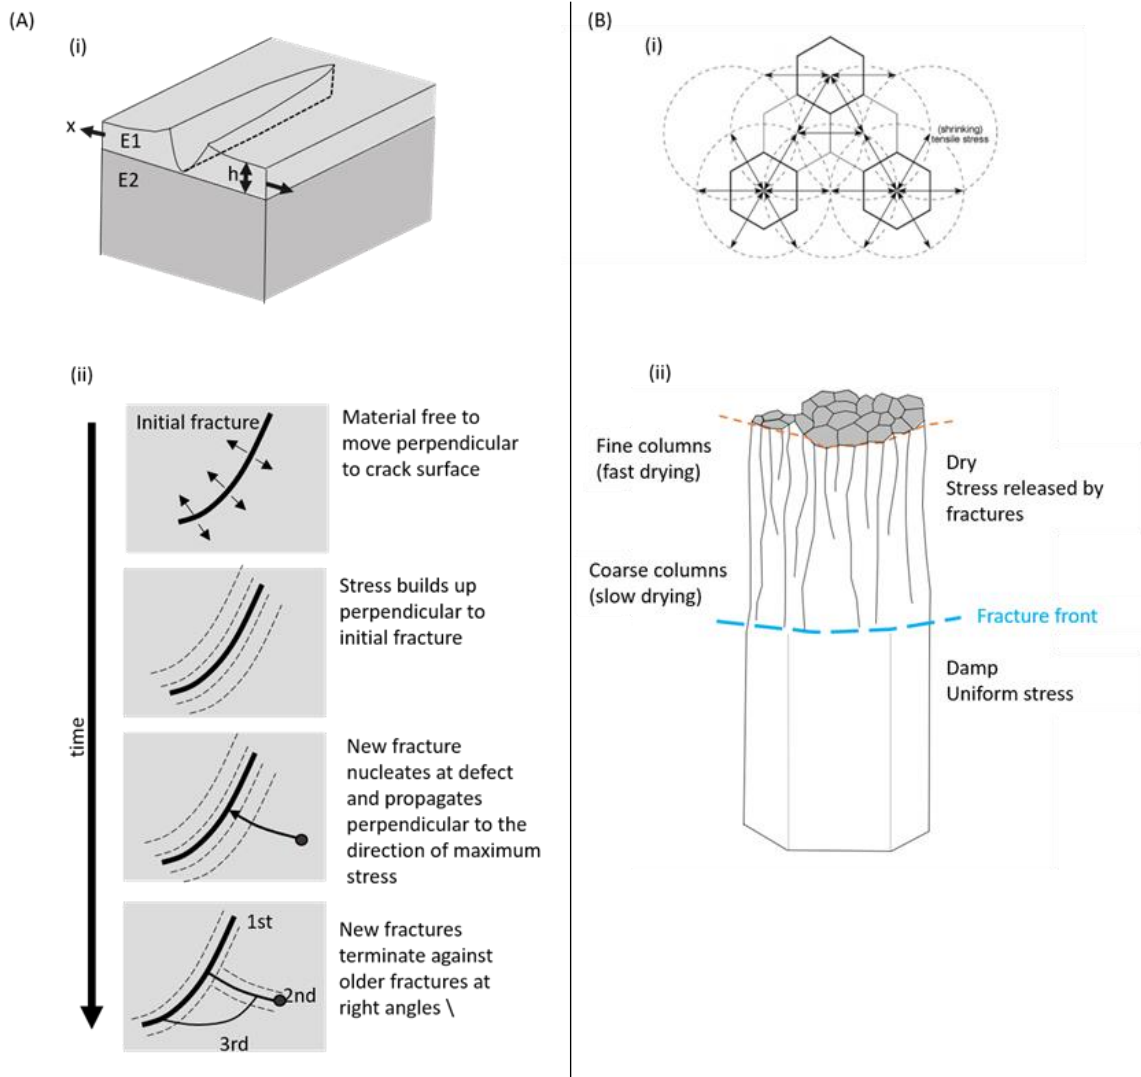 (A)
(i)
x
E1
E2
h
(ii)
time
Initial fracture
Material free to
move perpendicular
to crack surface
Stress builds up
perpendicular to
initial fracture
New fracture
nucleates at defect
and propagates
perpendicular to the
direction of maximum
stress
1st
2nd
3rd
New fractures
terminate against
older fractures at
right angles \
(B)
(i)
(shrinking)
tensile stress
(ii)
Fine columns
(fast drying)
Dry
Stress released by
fractures
Coarse columns
(slow drying)
Fracture front
Damp
Uniform stress